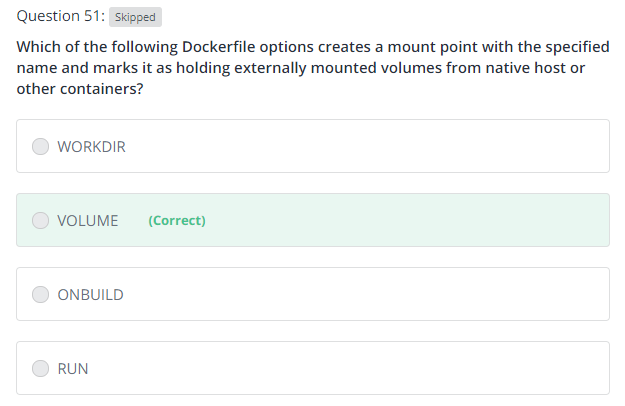 Question 51: Skipped
Which of the following Dockerfile options creates a mount point with the specified
name and marks it as holding externally mounted volumes from native host or
other containers?
WORKDIR
VOLUME (Correct)
ONBUILD
RUN